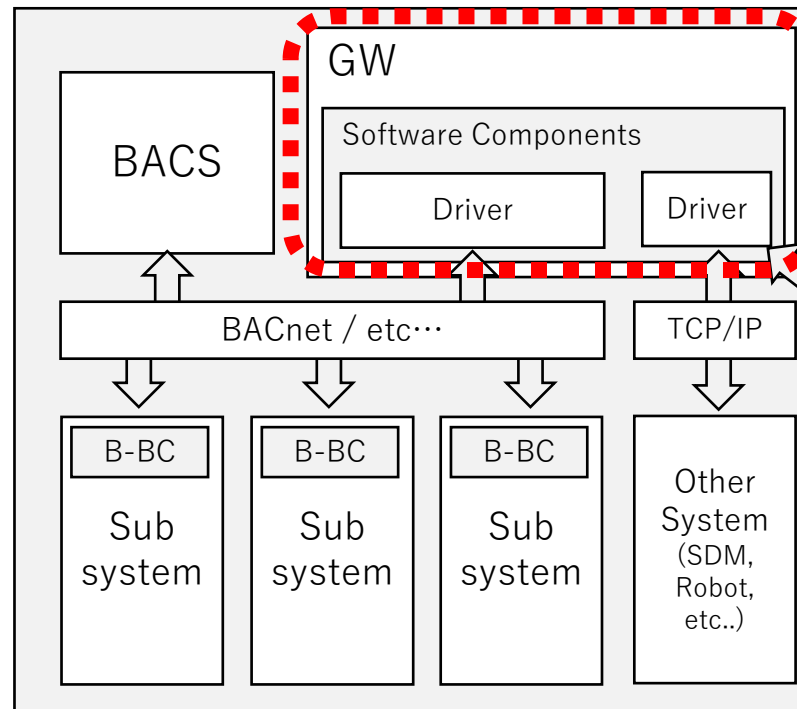 GW
BACS
Software Components
Driver
Driver
BACnet / etc…
TCP/IP
B-BC
Sub
system
B-BC
Sub
system
B-BC
Sub
system
Other
System
(SDM,
Robot,
etc..)